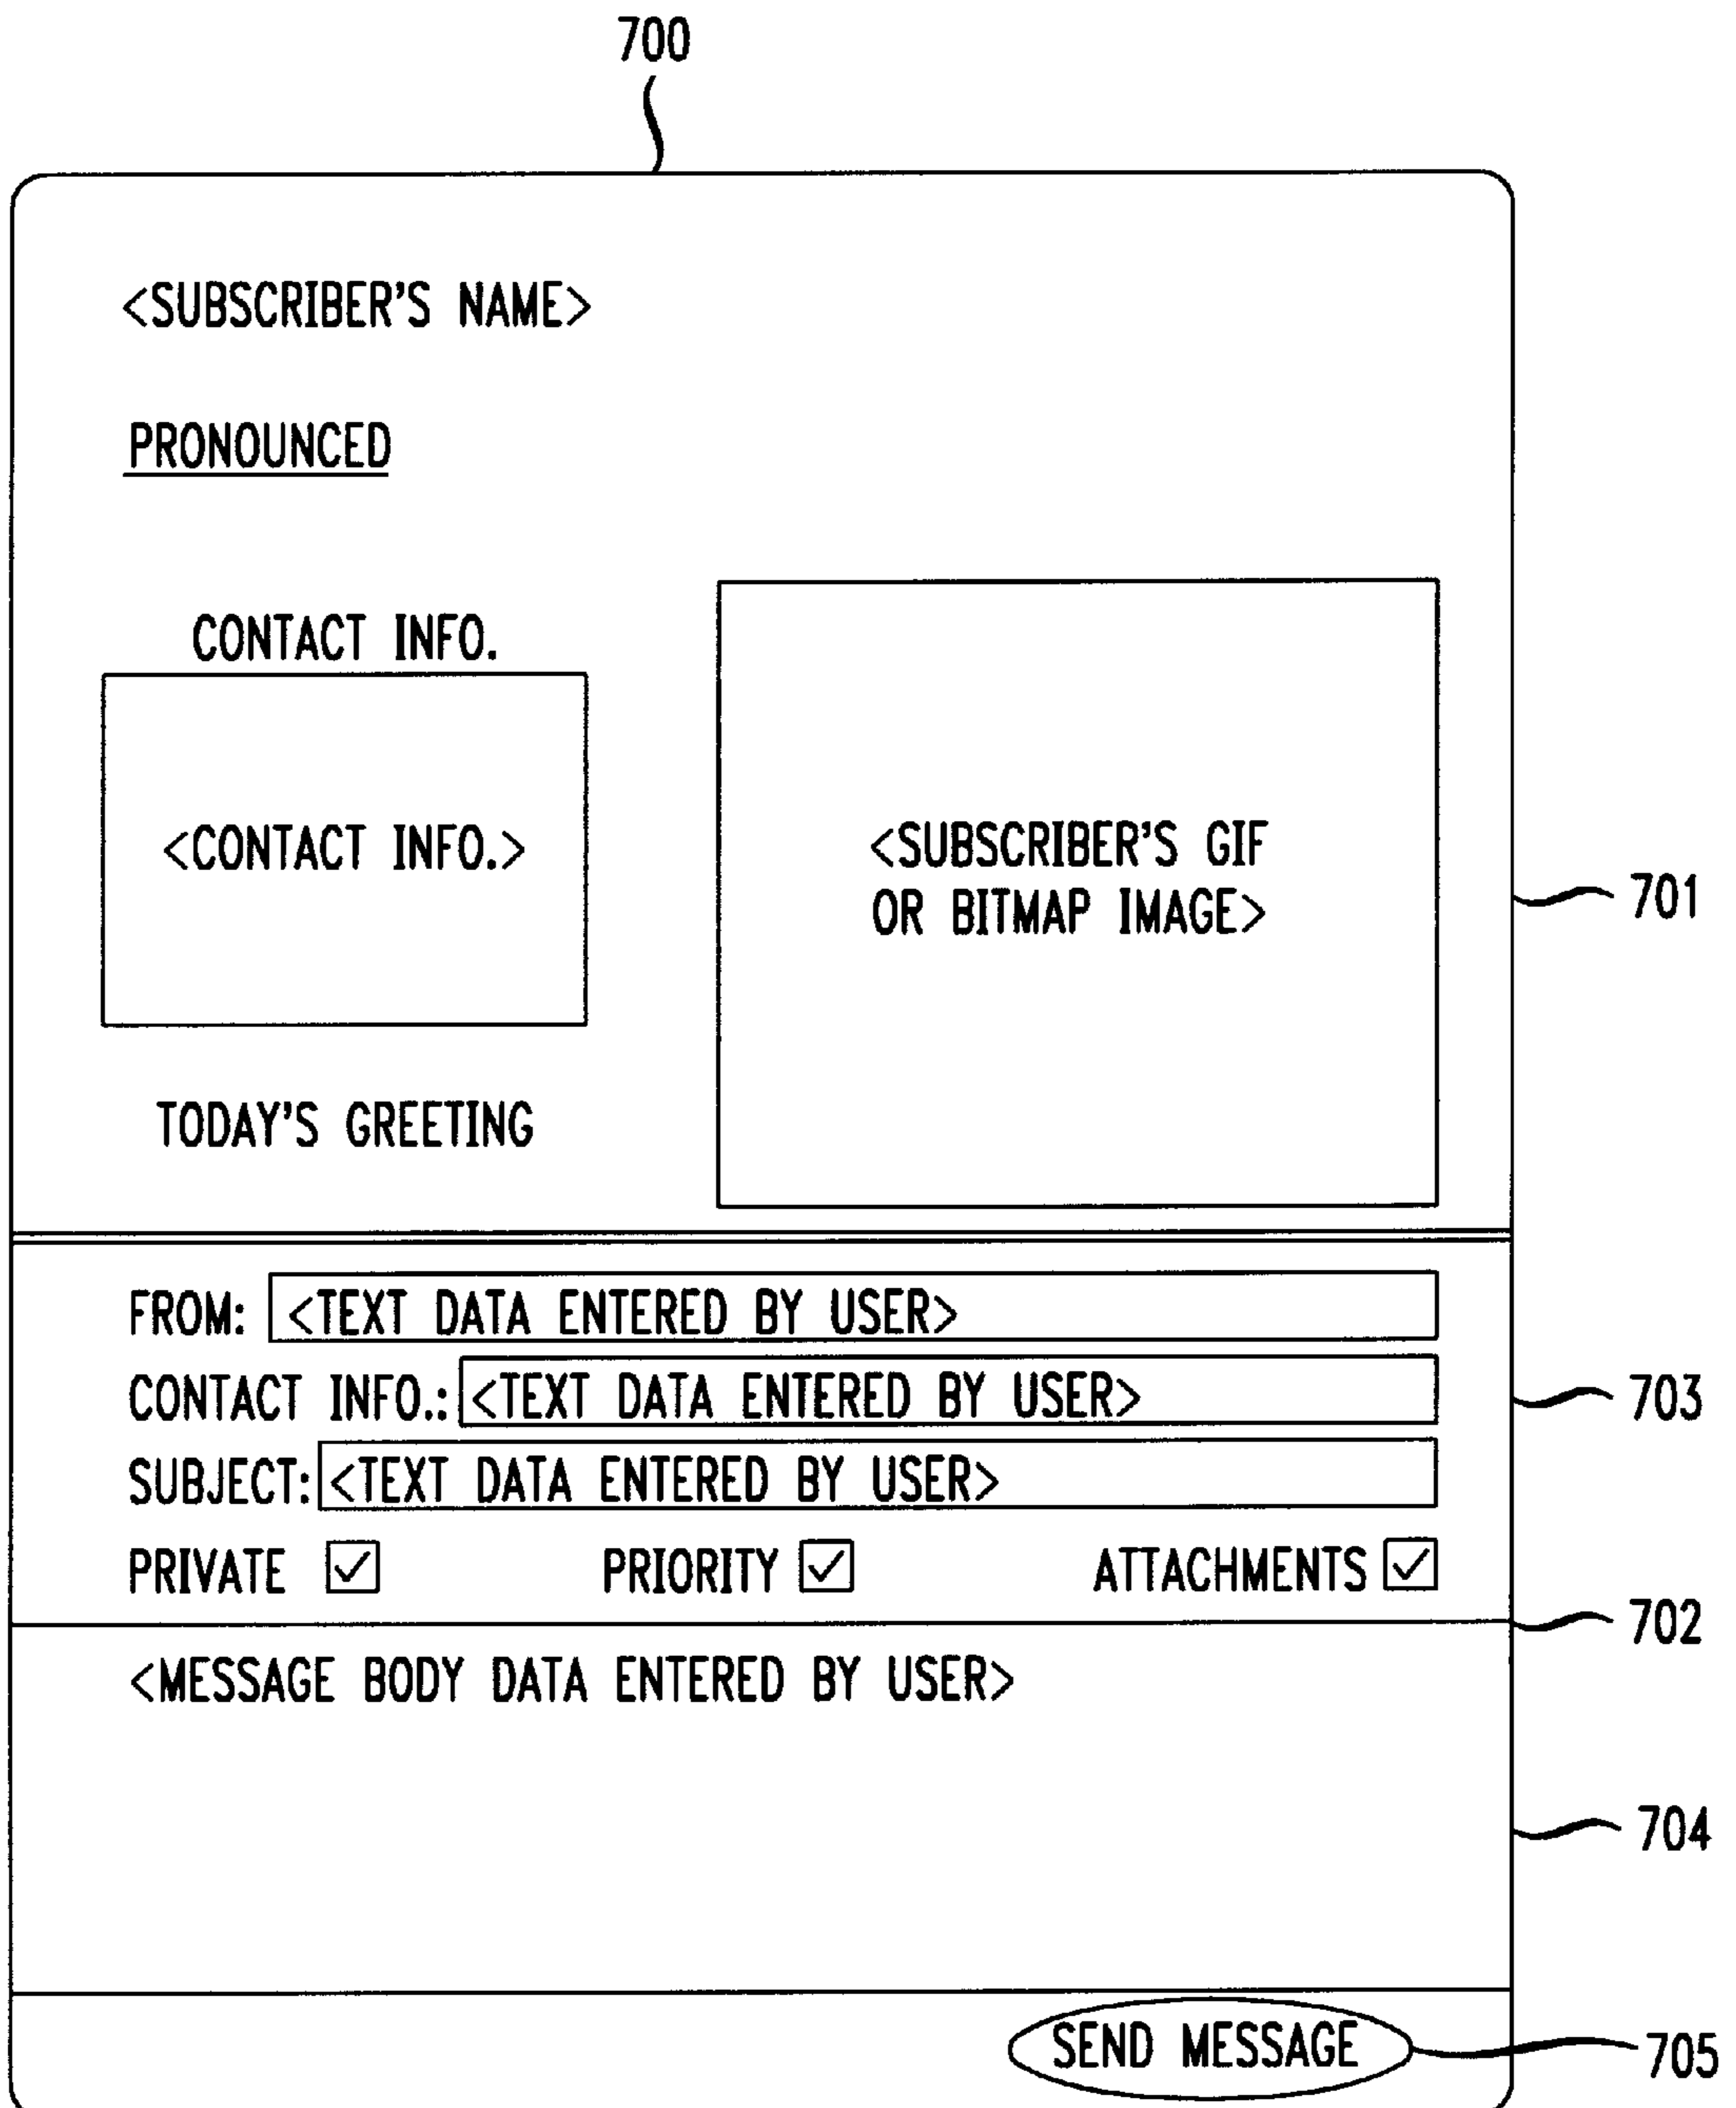 700
<SUBSCRIBER'S NAME>
PRONOUNCED
CONTACT INFO.
<CONTACT INFO.>
<SUBSCRIBER'S GIF
OR BITMAP IMAGE>
701
TODAY'S GREETING
FROM: <TEXT DATA ENTERED BY USER>
CONTACT INFO.: <TEXT DATA ENTERED BY USER>
703
SUBJECT: <TEXT DATA ENTERED BY USER>
PRIVATE PRIORITY ATTACHMENTS
702
<MESSAGE BODY DATA ENTERED BY USER>
704
SEND MESSAGE
705